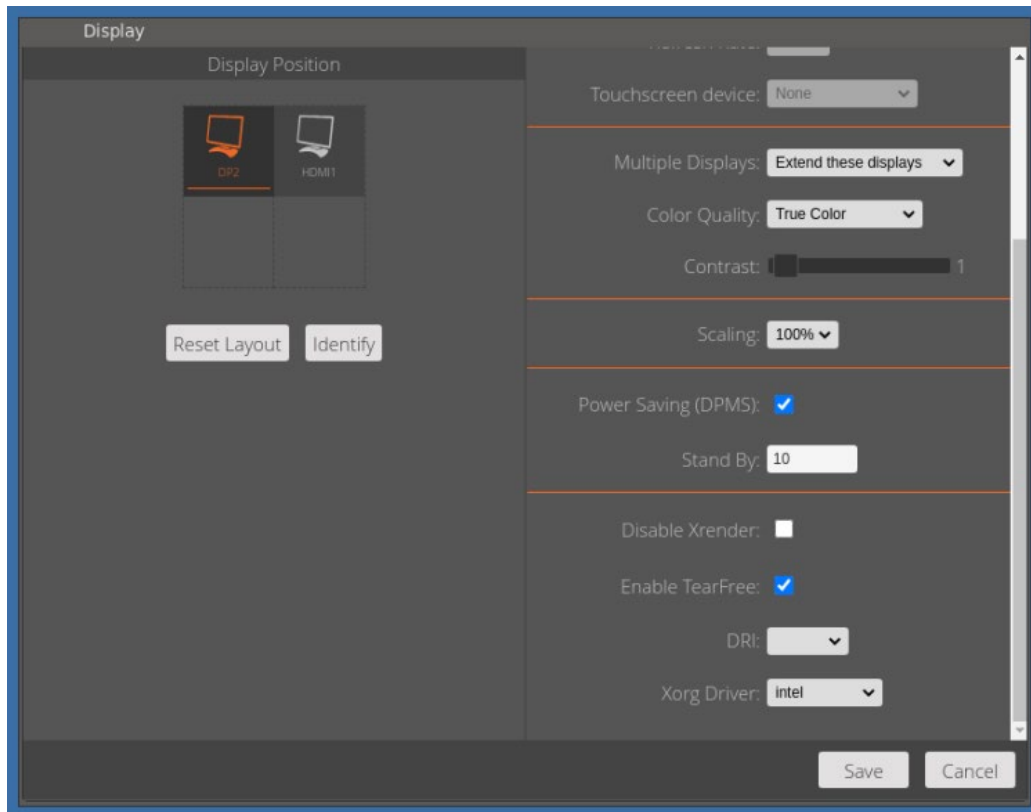 Display
Display Position
DP2
HDMI1
Reset Layout
Identify
Touchscreen device: None
Multiple Displays: Extend these displays
Color Quality: True Color
Contrast: 1
Scaling: 100%
Power Saving (DPMS):
Stand By: 10
Disable Xrender:
Enable TearFree:
DRI:
Xorg Driver: intel
Save
Cancel